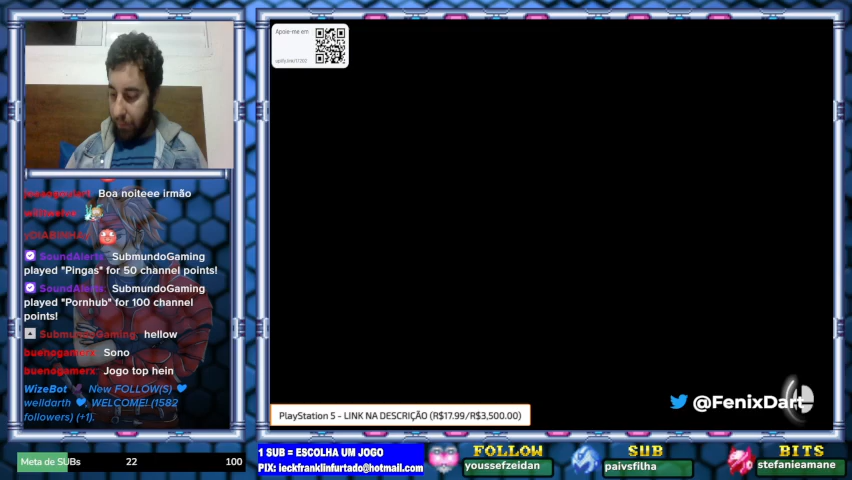 Apoie-me em
Boa noiteee irmão
SoundAlerts: SubmundoGaming
played "Pingas" for 50 channel points!
SoundAlerts: SubmundoGaming
played "Pornhub" for 100 channel
points!
SubmundoGaming: hellow
buenogamerx: Sono
buenogamerx: Jogo top hein
WizeBot New FOLLOW(S)
welldarth , WELCOME! (1582
followers) (+1).
PlayStation 5 - LINK NA DESCRIÇÃO (R$17.99/R$3,500.00)
@FenixDart
Meta de SUBs 22 100
1 SUB = ESCOLHA UM JOGO
PIX: ieckfranklinfurtado@hotmail.com
FOLLOW
youssefzeidan
SUB
paivsfilha
BITS
stefanieamane